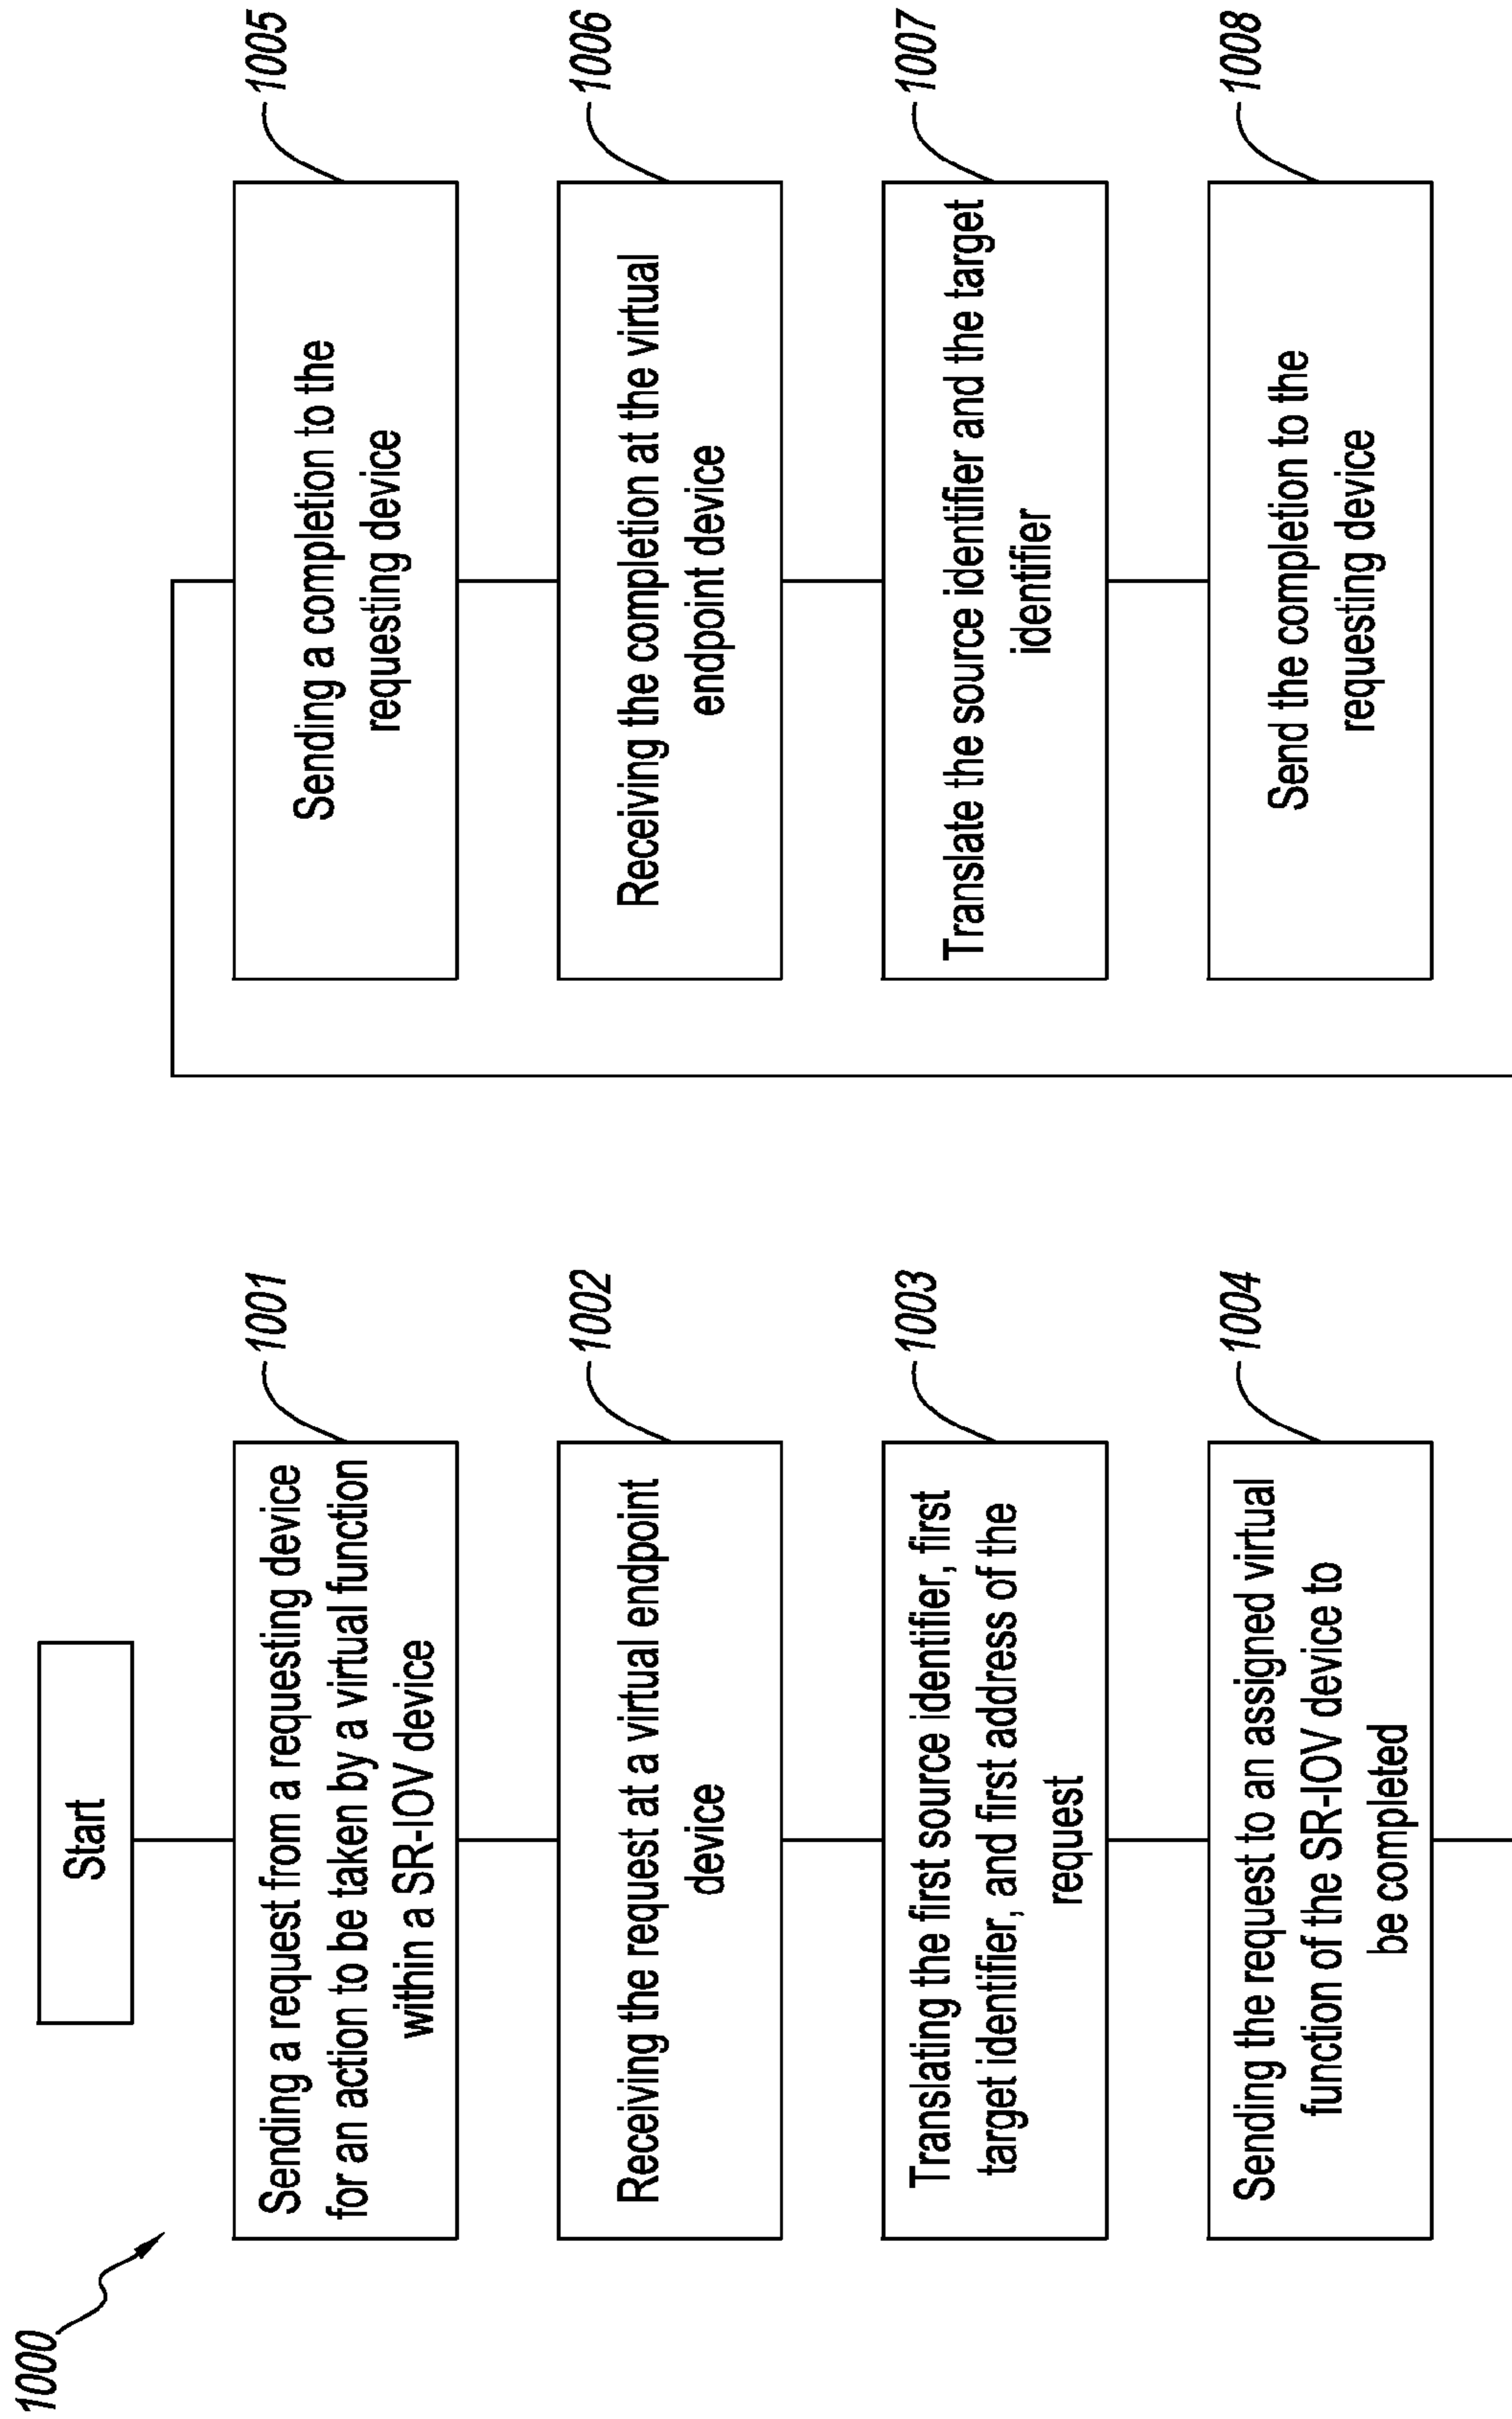 1000
Start
Sending a request from a requesting device
for an action to be taken by a virtual function
within a SR-IOV device
1001
Receiving the request at a virtual endpoint
device
1002
Translating the first source identifier, first
target identifier, and first address of the
request
1003
Sending the request to an assigned virtual
function of the SR-IOV device to
be completed
1004
Sending a completion to the
requesting device
1005
Receiving the completion at the virtual
endpoint device
1006
Translate the source identifier and the target
identifier
1007
Send the completion to the
requesting device
1008